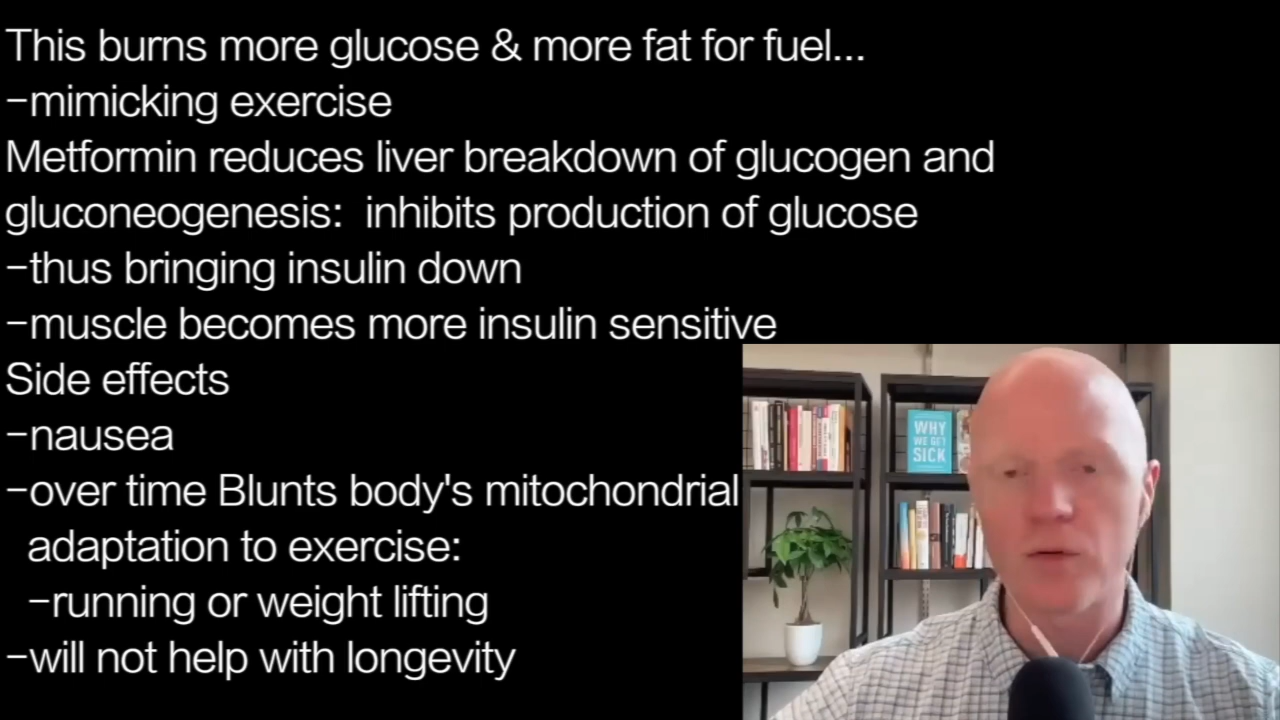 This burns more glucose & more fat for fuel...
−mimicking exercise
Metformin reduces liver breakdown of glucogen and
gluconeogenesis:  inhibits production of glucose
−thus bringing insulin down
−muscle becomes more insulin sensitive
Side effects
−nausea
−over time Blunts body's mitochondrial
adaptation to exercise:
−running or weight lifting
−will not help with longevity
WHY
WE GET
SICK